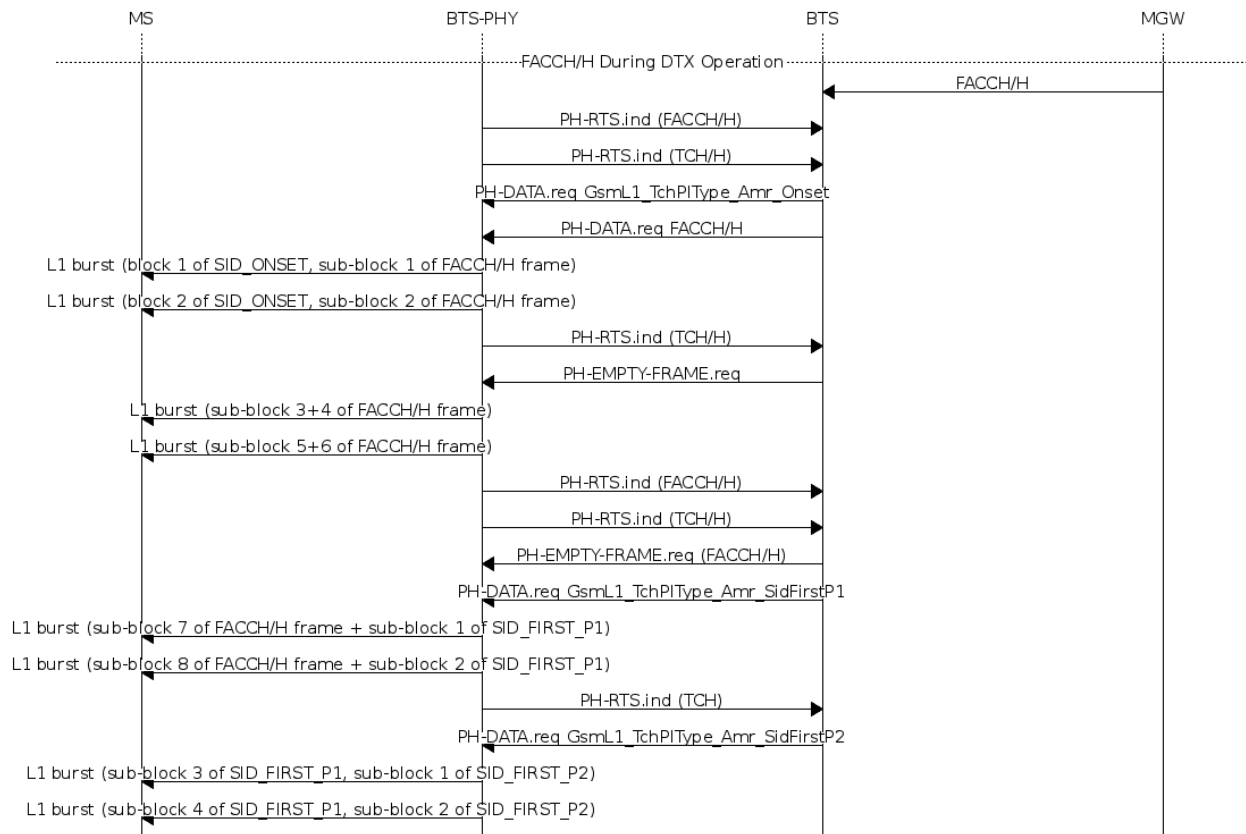 MS
BTS-PHY
BTS
MGW
FACCH/H During DTX Operation
FACCH/H
PH-RTS.ind (FACCH/H)
PH-RTS.ind (TCH/H)
PH-DATA.req GsmL1_TchPlType_Amr_Onset
PH-DATA.req FACCH/H
L1 burst (block 1 of SID_ONSET, sub-block 1 of FACCH/H frame)
L1 burst (block 2 of SID_ONSET, sub-block 2 of FACCH/H frame)
PH-RTS.ind (TCH/H)
PH-EMPTY-FRAME.req
L1 burst (sub-block 3+4 of FACCH/H frame)
L1 burst (sub-block 5+6 of FACCH/H frame)
PH-RTS.ind (FACCH/H)
PH-RTS.ind (TCH/H)
PH-EMPTY-FRAME.req (FACCH/H)
PH-DATA.req GsmL1_TchPlType_Amr_SidFirstP1
L1 burst (sub-block 7 of FACCH/H frame + sub-block 1 of SID_FIRST_P1)
L1 burst (sub-block 8 of FACCH/H frame + sub-block 2 of SID_FIRST_P1)
PH-RTS.ind (TCH)
PH-DATA.req GsmL1_TchPlType_Amr_SidFirstP2
L1 burst (sub-block 3 of SID_FIRST_P1, sub-block 1 of SID_FIRST_P2)
L1 burst (sub-block 4 of SID_FIRST_P1, sub-block 2 of SID_FIRST_P2)